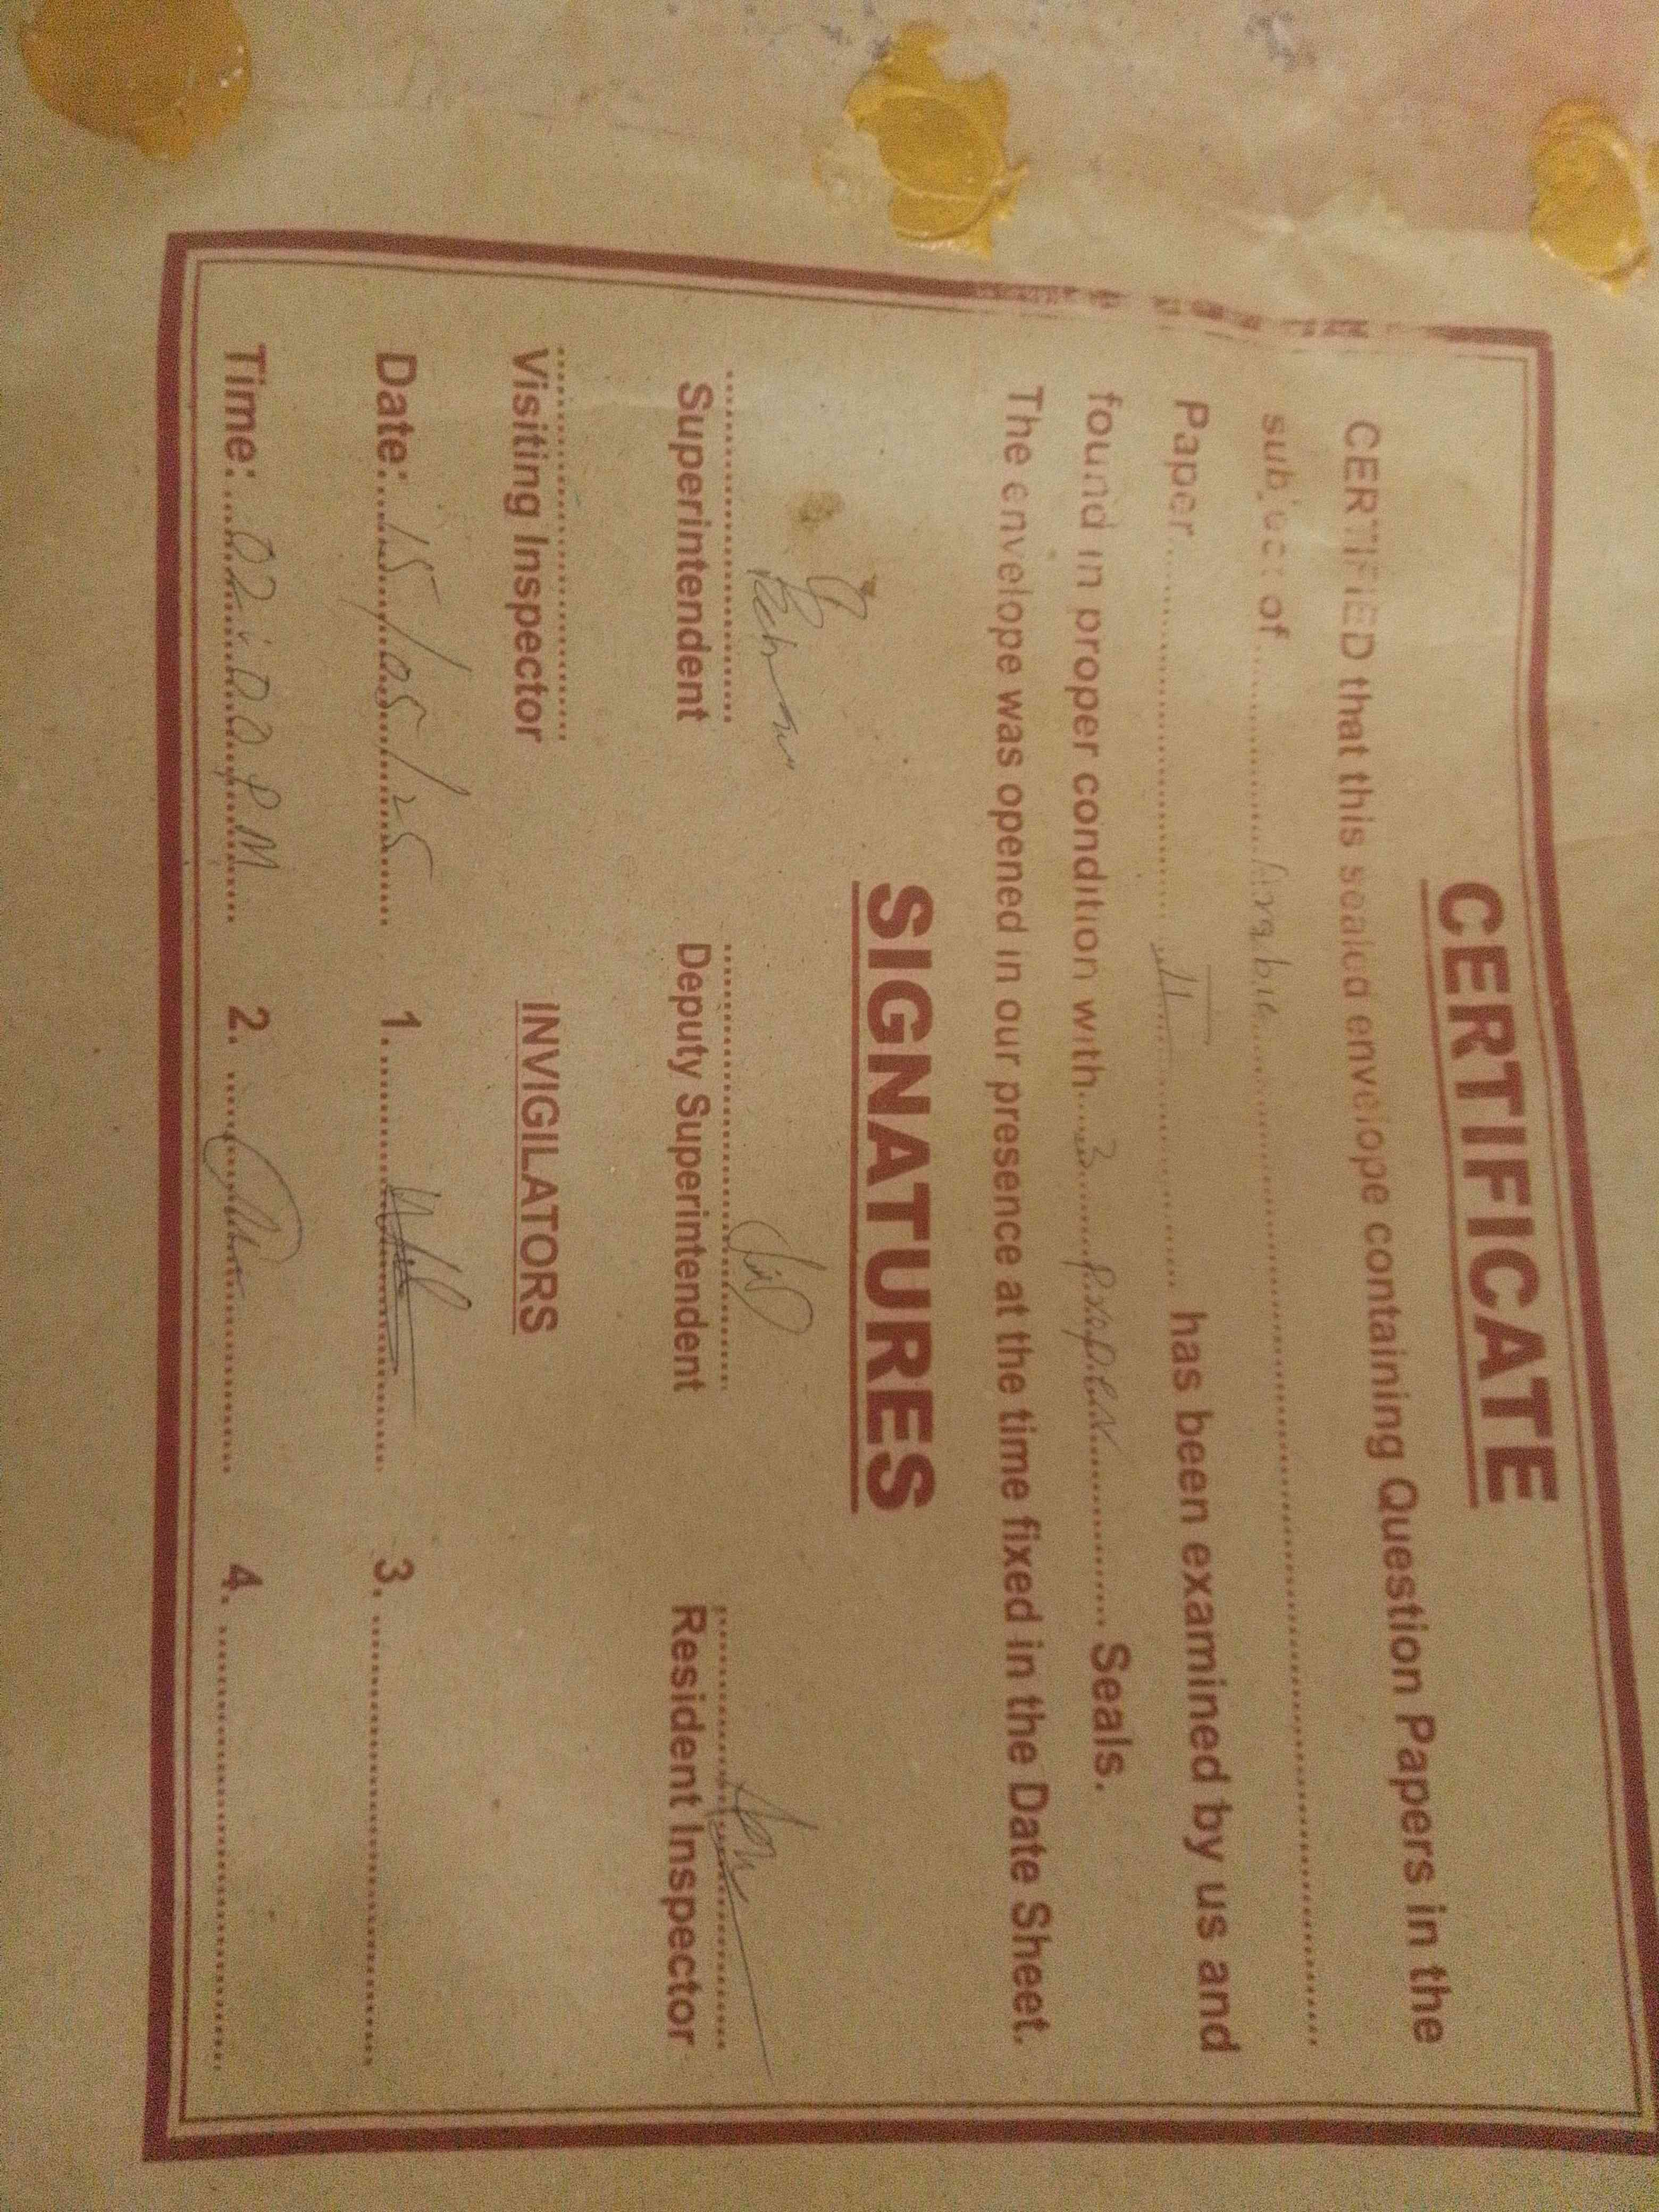 CERTIFICATE
CERTIFIED that this sealed envelope containing Question Papers in the
subject of.............Arabic.............
Paper............II............ has been examined by us and
found in proper condition with....3........... Seals.
The envelope was opened in our presence at the time fixed in the Date Sheet.
SIGNATURES
Superintendent Deputy Superintendent Resident Inspector
Visiting Inspector INVIGILATORS
Date:...15/05/25... 1. ............ 3. ............
Time:...02:00 P.M... 2. ............ 4. ............